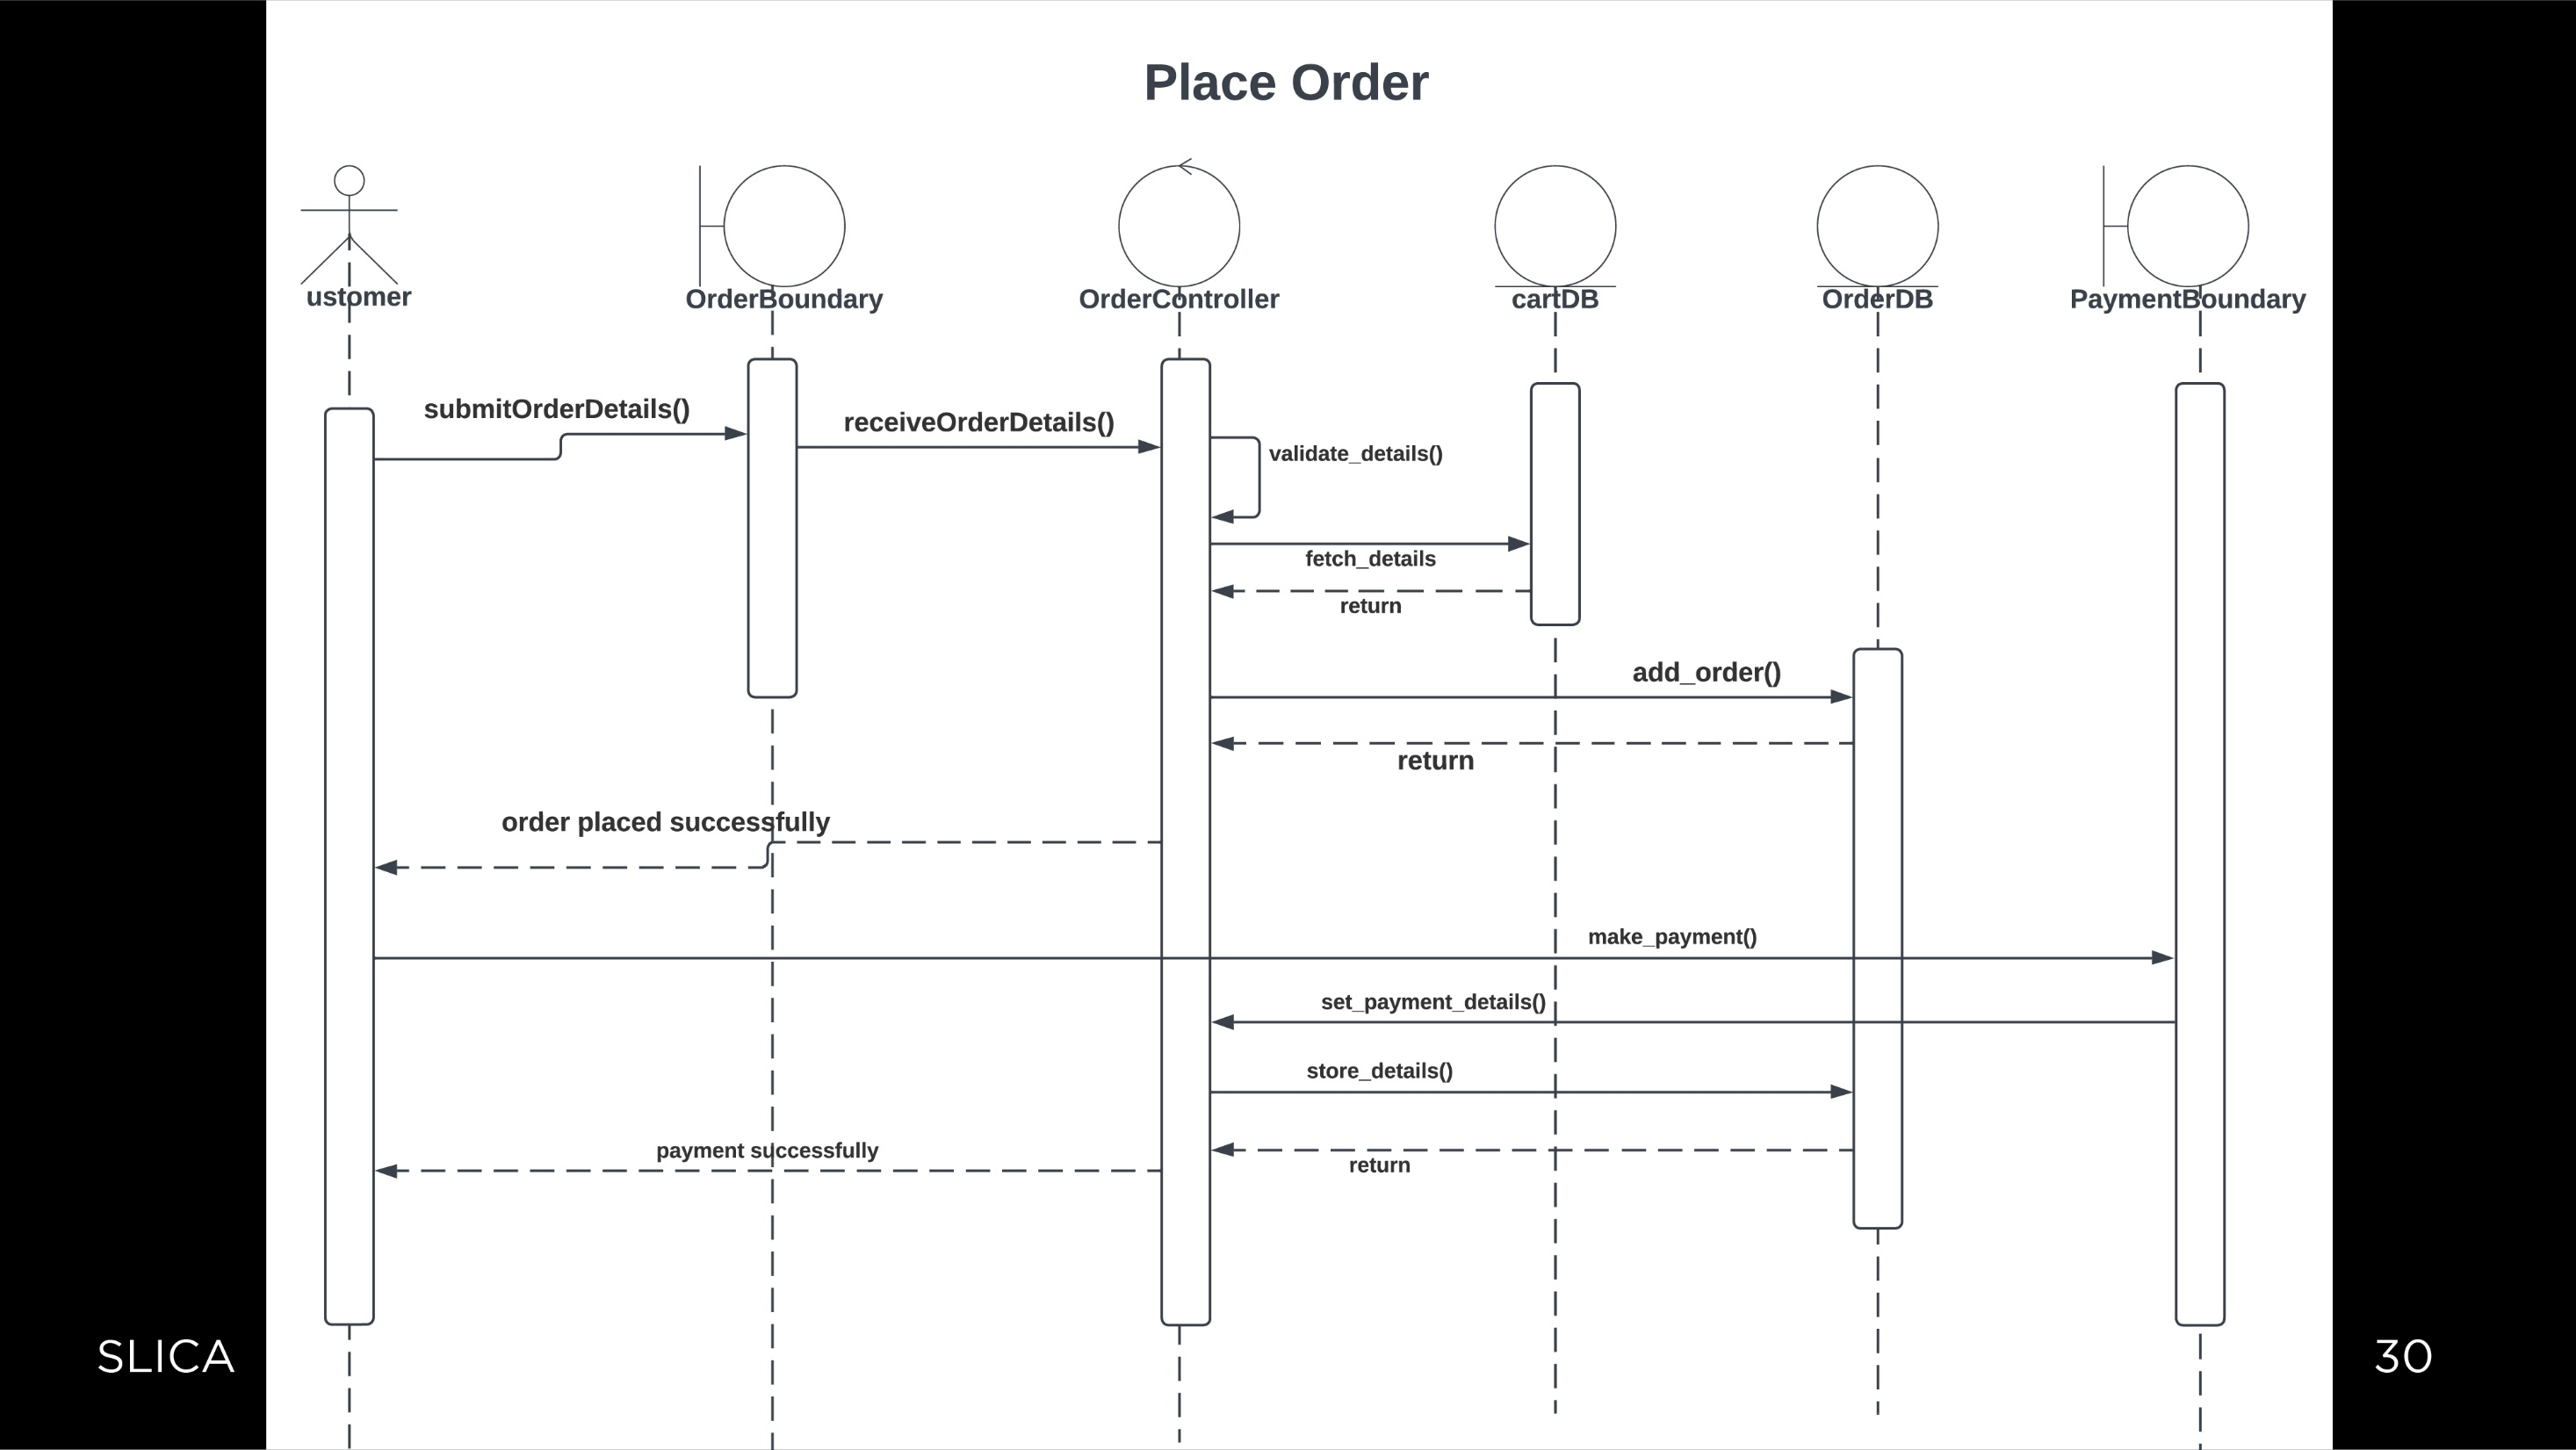 Place Order
ustomer
OrderBoundary
OrderController
cartDB
OrderDB
PaymentBoundary
submitOrderDetails()
receiveOrderDetails()
validate_details()
fetch_details
return
add_order()
return
order placed successfully
make_payment()
set_payment_details()
store_details()
payment successfully
return
SLICA
30